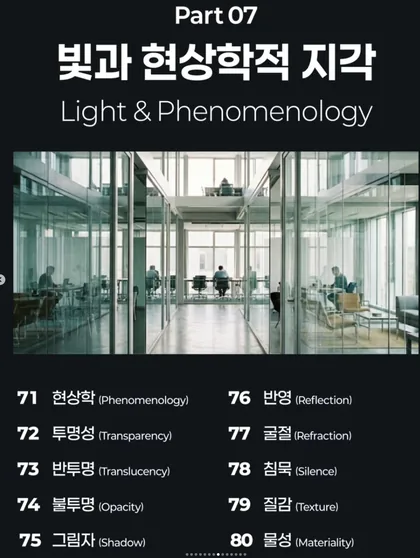 Part 07
빛과 현상학적 지각
Light & Phenomenology
71 현상학 (Phenomenology)
72 투명성 (Transparency)
73 반투명 (Translucency)
74 불투명 (Opacity)
75 그림자 (Shadow)
76 반영 (Reflection)
77 굴절 (Refraction)
78 침묵 (Silence)
79 질감 (Texture)
80 물성 (Materiality)